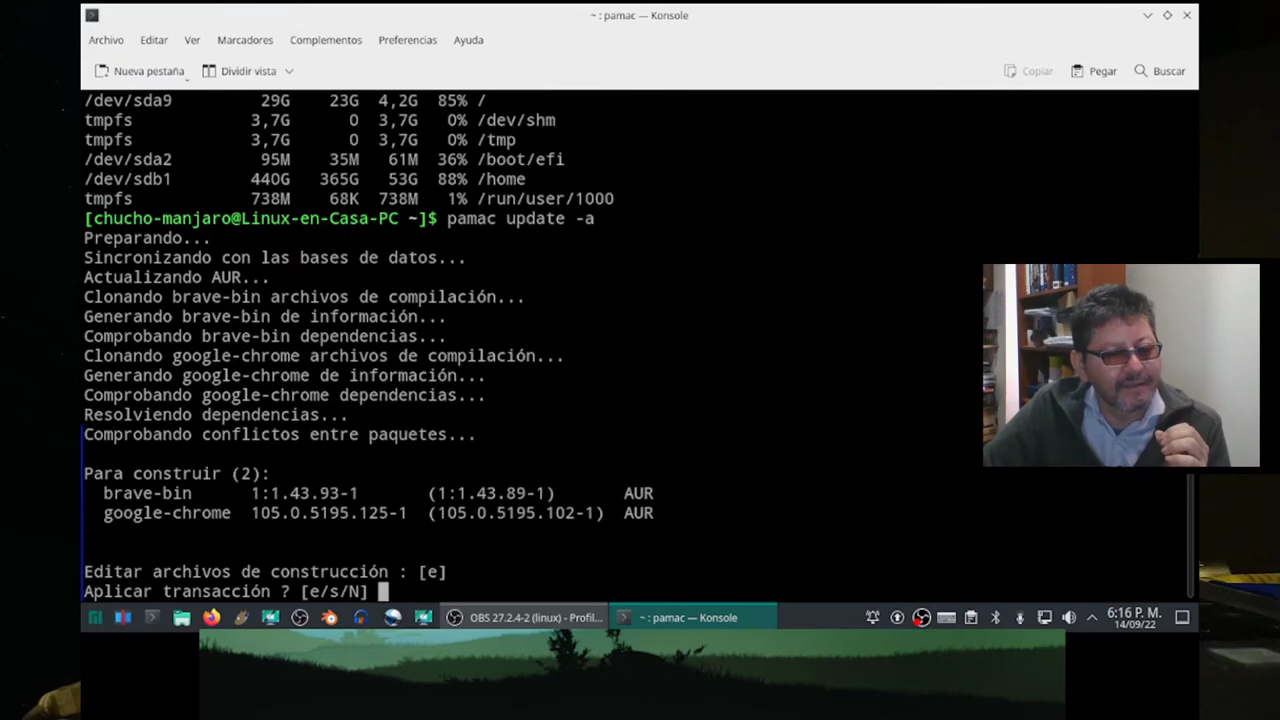 ~ : pamac — Konsole
Archivo Editar Ver Marcadores Complementos Preferencias Ayuda
Nueva pestaña Dividir vista Copiar Pegar Buscar
/dev/sda9 29G 23G 4,2G 85% /
tmpfs 3,7G 0 3,7G 0% /dev/shm
tmpfs 3,7G 0 3,7G 0% /tmp
/dev/sda2 95M 35M 61M 36% /boot/efi
/dev/sdb1 440G 365G 53G 88% /home
tmpfs 738M 68K 738M 1% /run/user/1000
[chucho-manjaro@Linux-en-Casa-PC ~]$ pamac update -a
Preparando...
Sincronizando con las bases de datos...
Actualizando AUR...
Clonando brave-bin archivos de compilación...
Generando brave-bin de información...
Comprobando brave-bin dependencias...
Clonando google-chrome archivos de compilación...
Generando google-chrome de información...
Comprobando google-chrome dependencias...
Resolviendo dependencias...
Comprobando conflictos entre paquetes...
Para construir (2):
brave-bin 1:1.43.93-1 (1:1.43.89-1) AUR
google-chrome 105.0.5195.125-1 (105.0.5195.102-1) AUR
Editar archivos de construcción : [e]
Aplicar transacción ? [e/s/N]
OBS 27.2.4-2 (linux) - Profil... ~ : pamac — Konsole 6:16 P. M.
14/09/22